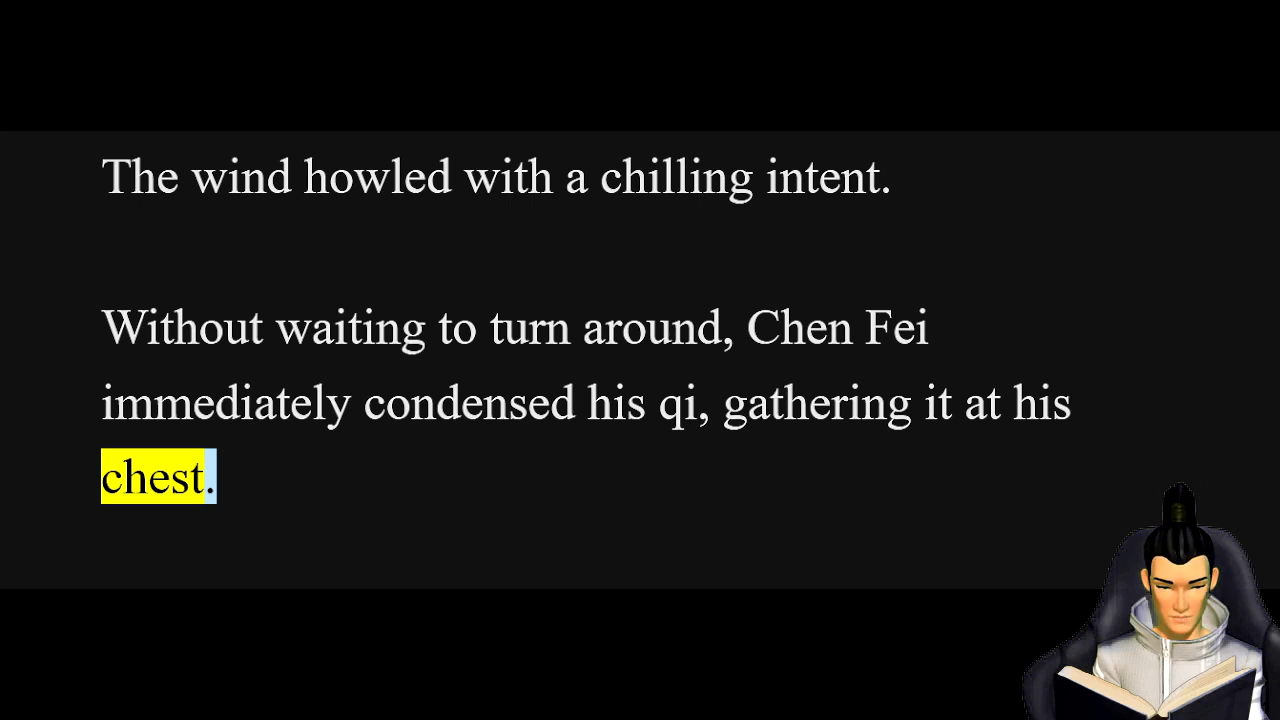 The wind howled with a chilling intent.
Without waiting to turn around, Chen Fei
immediately condensed his qi, gathering it at his
chest.